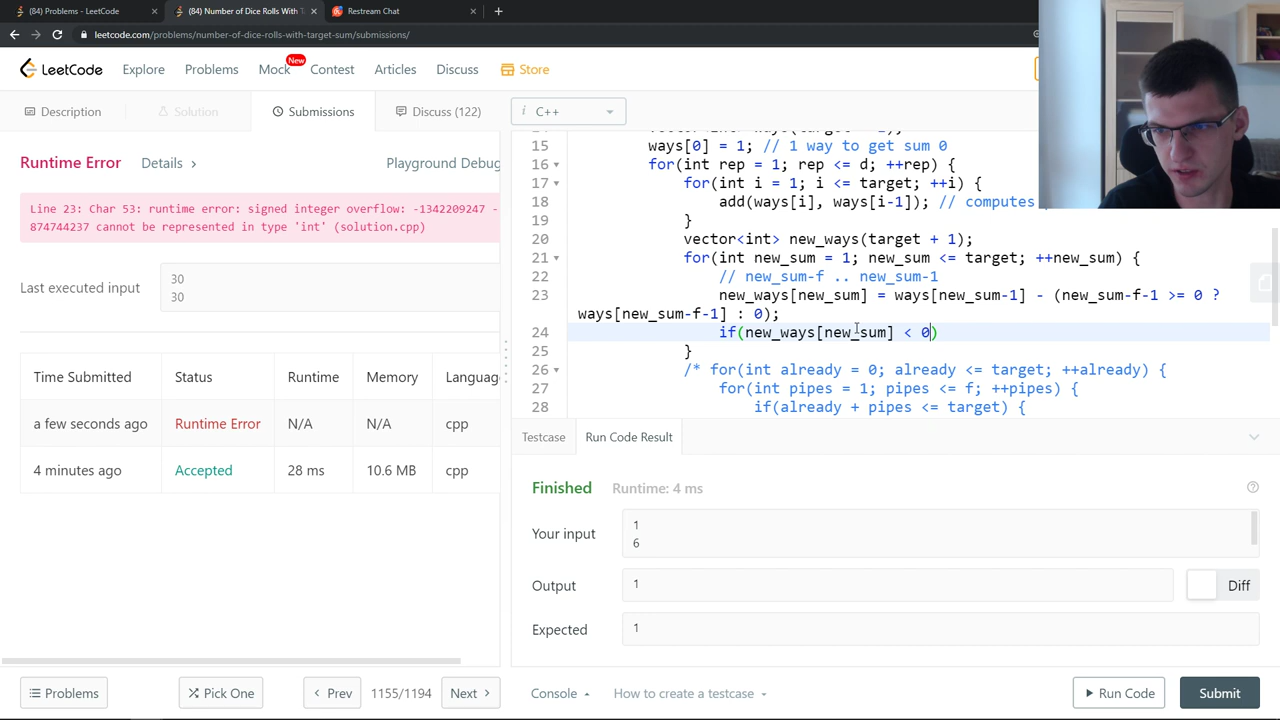 (84) Problems - LeetCode
(84) Number of Dice Rolls With T
Restream Chat
leetcode.com/problems/number-of-dice-rolls-with-target-sum/submissions/
LeetCode
Explore
Problems
Mock
New
Contest
Articles
Discuss
Store
Description
Solution
Submissions
Discuss (122)
i C++
Runtime Error
Details
Playground Debug
Line 23: Char 53: runtime error: signed integer overflow: -1342209247 -
874744237 cannot be represented in type 'int' (solution.cpp)
Last executed input
30
30
Time Submitted Status Runtime Memory Language
a few seconds ago Runtime Error N/A N/A cpp
4 minutes ago Accepted 28 ms 10.6 MB cpp
15 ways[0] = 1; // 1 way to get sum 0
16 for(int rep = 1; rep <= d; ++rep) {
17 for(int i = 1; i <= target; ++i) {
18 add(ways[i], ways[i-1]); // computes
19 }
20 vector<int> new_ways(target + 1);
21 for(int new_sum = 1; new_sum <= target; ++new_sum) {
22 // new_sum-f .. new_sum-1
23 new_ways[new_sum] = ways[new_sum-1] - (new_sum-f-1 >= 0 ?
ways[new_sum-f-1] : 0);
24 if(new_ways[new_sum] < 0)
25 }
26 /* for(int already = 0; already <= target; ++already) {
27 for(int pipes = 1; pipes <= f; ++pipes) {
28 if(already + pipes <= target) {
Testcase
Run Code Result
Finished
Runtime: 4 ms
Your input
1
6
Output
1
Diff
Expected
1
Problems
Pick One
Prev
1155/1194
Next
Console
How to create a testcase
Run Code
Submit